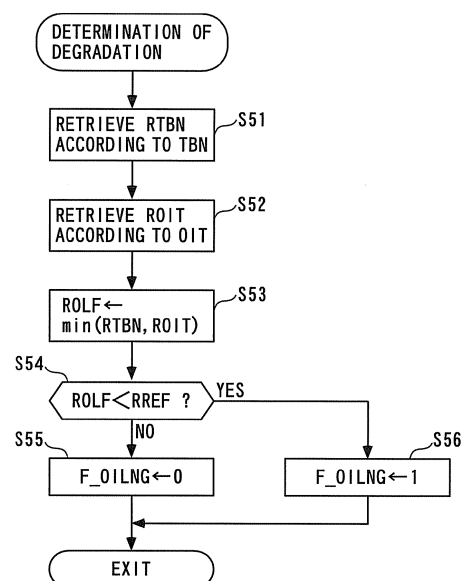 DETERMINATION OF
DEGRADATION
RETRIEVE RTBN
ACCORDING TO TBN
S51
RETRIEVE ROIT
ACCORDING TO OIT
S52
ROLF←
min(RTBN,ROIT)
S53
S54
ROLF<RREF ?
YES
NO
S55
F_OILNG←0
S56
F_OILNG←1
EXIT